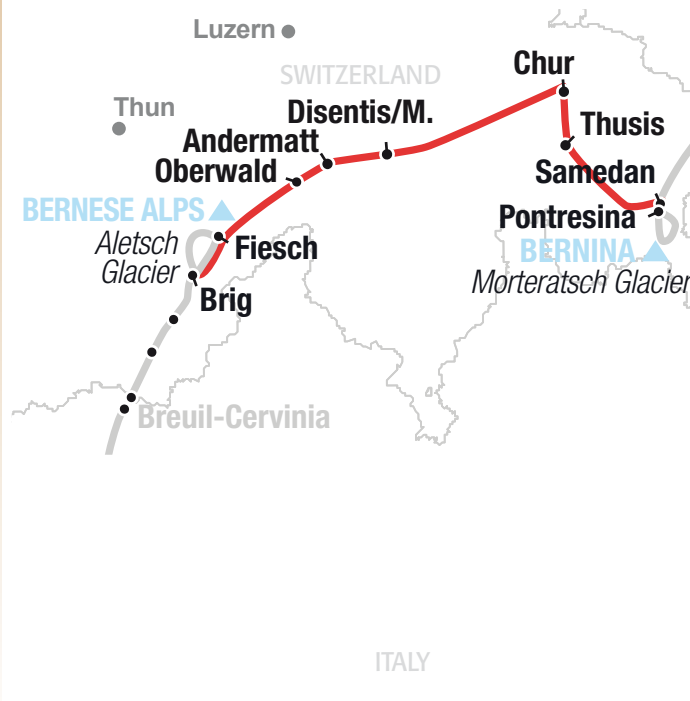 Luzern
SWITZERLAND
Chur
Thun
Disentis/M.
Thusis
Andermatt
Oberwald
Samedan
BERNESE ALPS
Pontresina
Aletsch
Glacier
Fiesch
BERNINA
Morteratsch Glacier
Brig
Breuil-Cervinia
ITALY